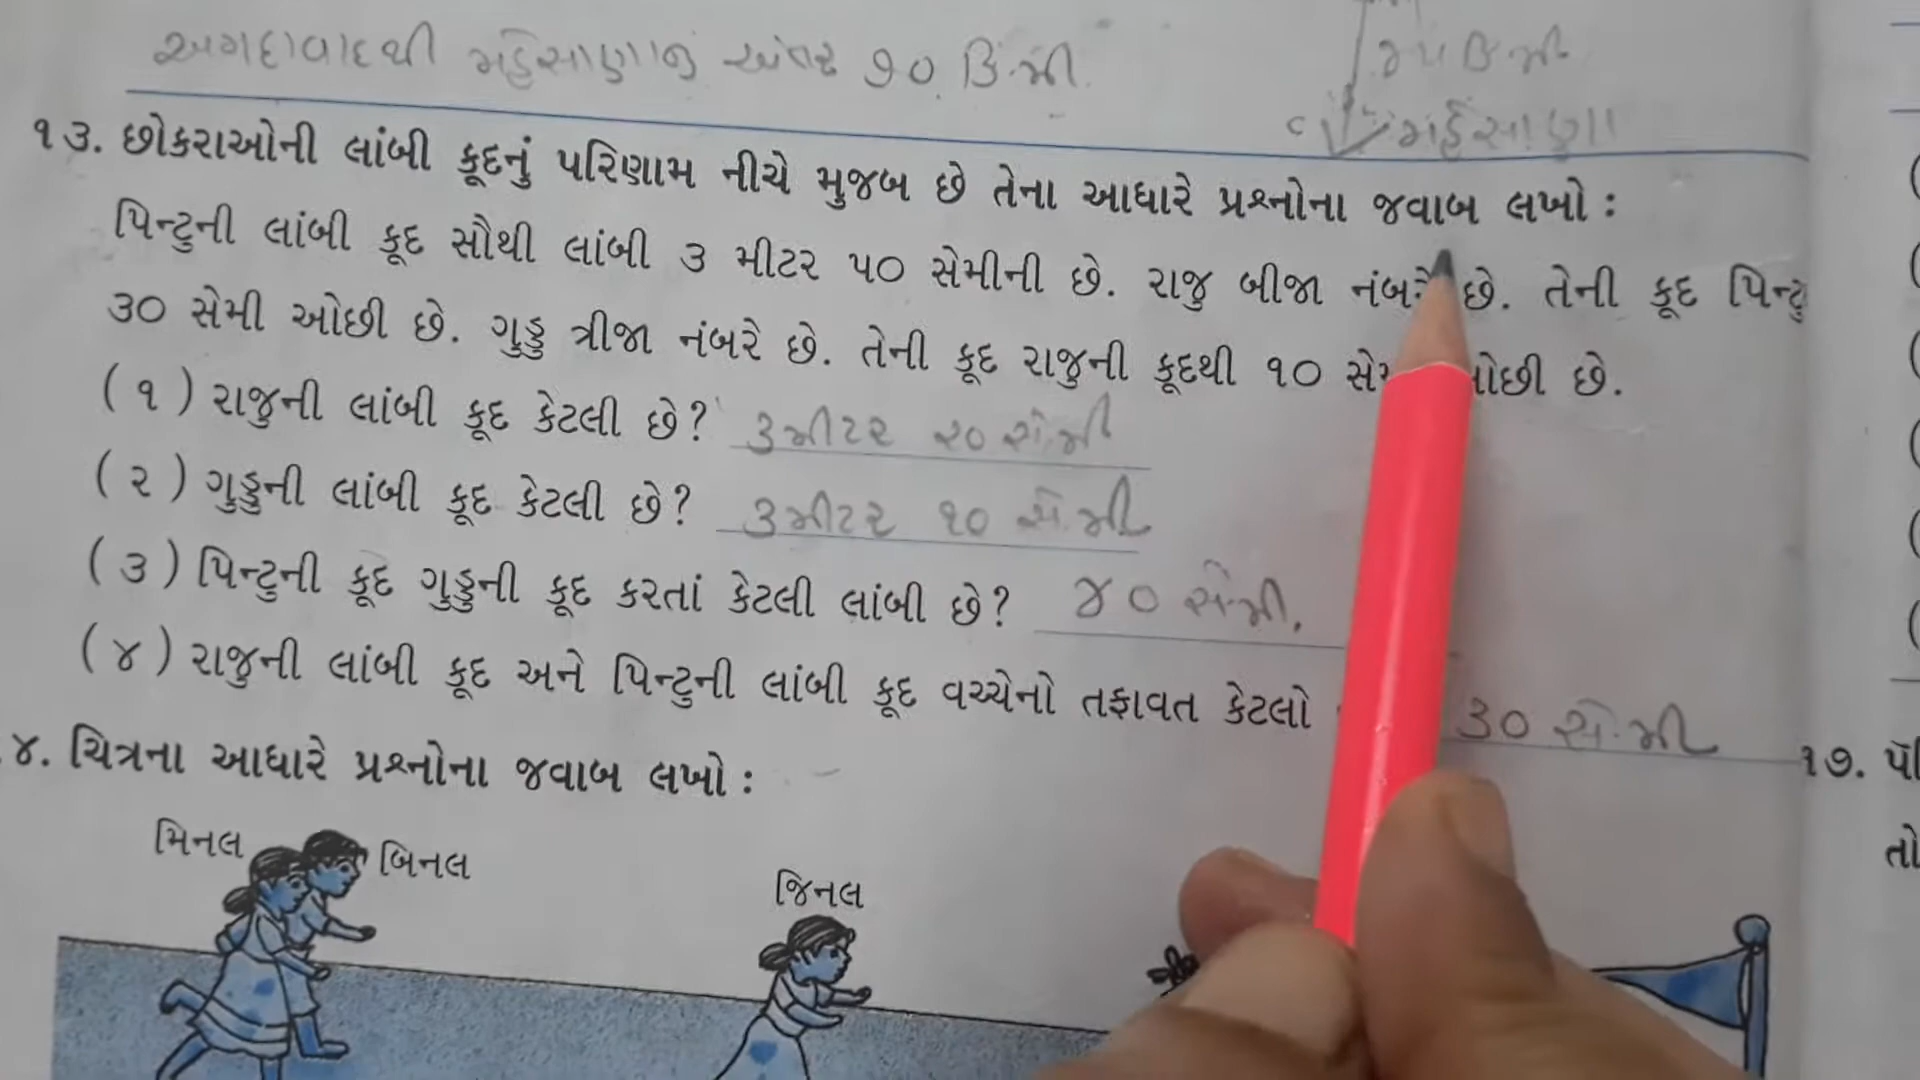 અમદાવાદથી મહેસાણાનું અંતર ૭૦ કિ.મી.
૪૫ કિ.મી
મહેસાણા
૧૩. છોકરાઓની લાંબી કૂદનું પરિણામ નીચે મુજબ છે તેના આધારે પ્રશ્નોના જવાબ લખો :
પિન્ટુની લાંબી કૂદ સૌથી લાંબી ૩ મીટર ૫૦ સેમીની છે. રાજુ બીજા નંબરે છે. તેની કૂદ પિન્ટુ
૩૦ સેમી ઓછી છે. ગુડ્ડુ ત્રીજા નંબરે છે. તેની કૂદ રાજુની કૂદથી ૧૦ સેમી ઓછી છે.
(૧) રાજુની લાંબી કૂદ કેટલી છે? ૩ મીટર ૨૦ સે.મી
(૨) ગુડ્ડુની લાંબી કૂદ કેટલી છે? ૩ મીટર ૧૦ સે.મી
(૩) પિન્ટુની કૂદ ગુડ્ડુની કૂદ કરતાં કેટલી લાંબી છે? ૪૦ સે.મી.
(૪) રાજુની લાંબી કૂદ અને પિન્ટુની લાંબી કૂદ વચ્ચેનો તફાવત કેટલો ૩૦ સે.મી
૪. ચિત્રના આધારે પ્રશ્નોના જવાબ લખો :
૧૭. પૉ
તો
મિનલ
બિનલ
જિનલ